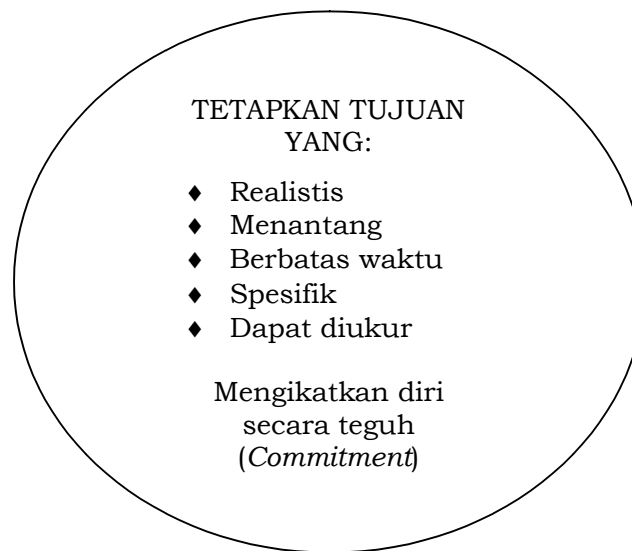 TETAPKAN TUJUAN
YANG:
♦ Realistis
♦ Menantang
♦ Berbatas waktu
♦ Spesifik
♦ Dapat diukur
Mengikatkan diri
secara teguh
(Commitment)